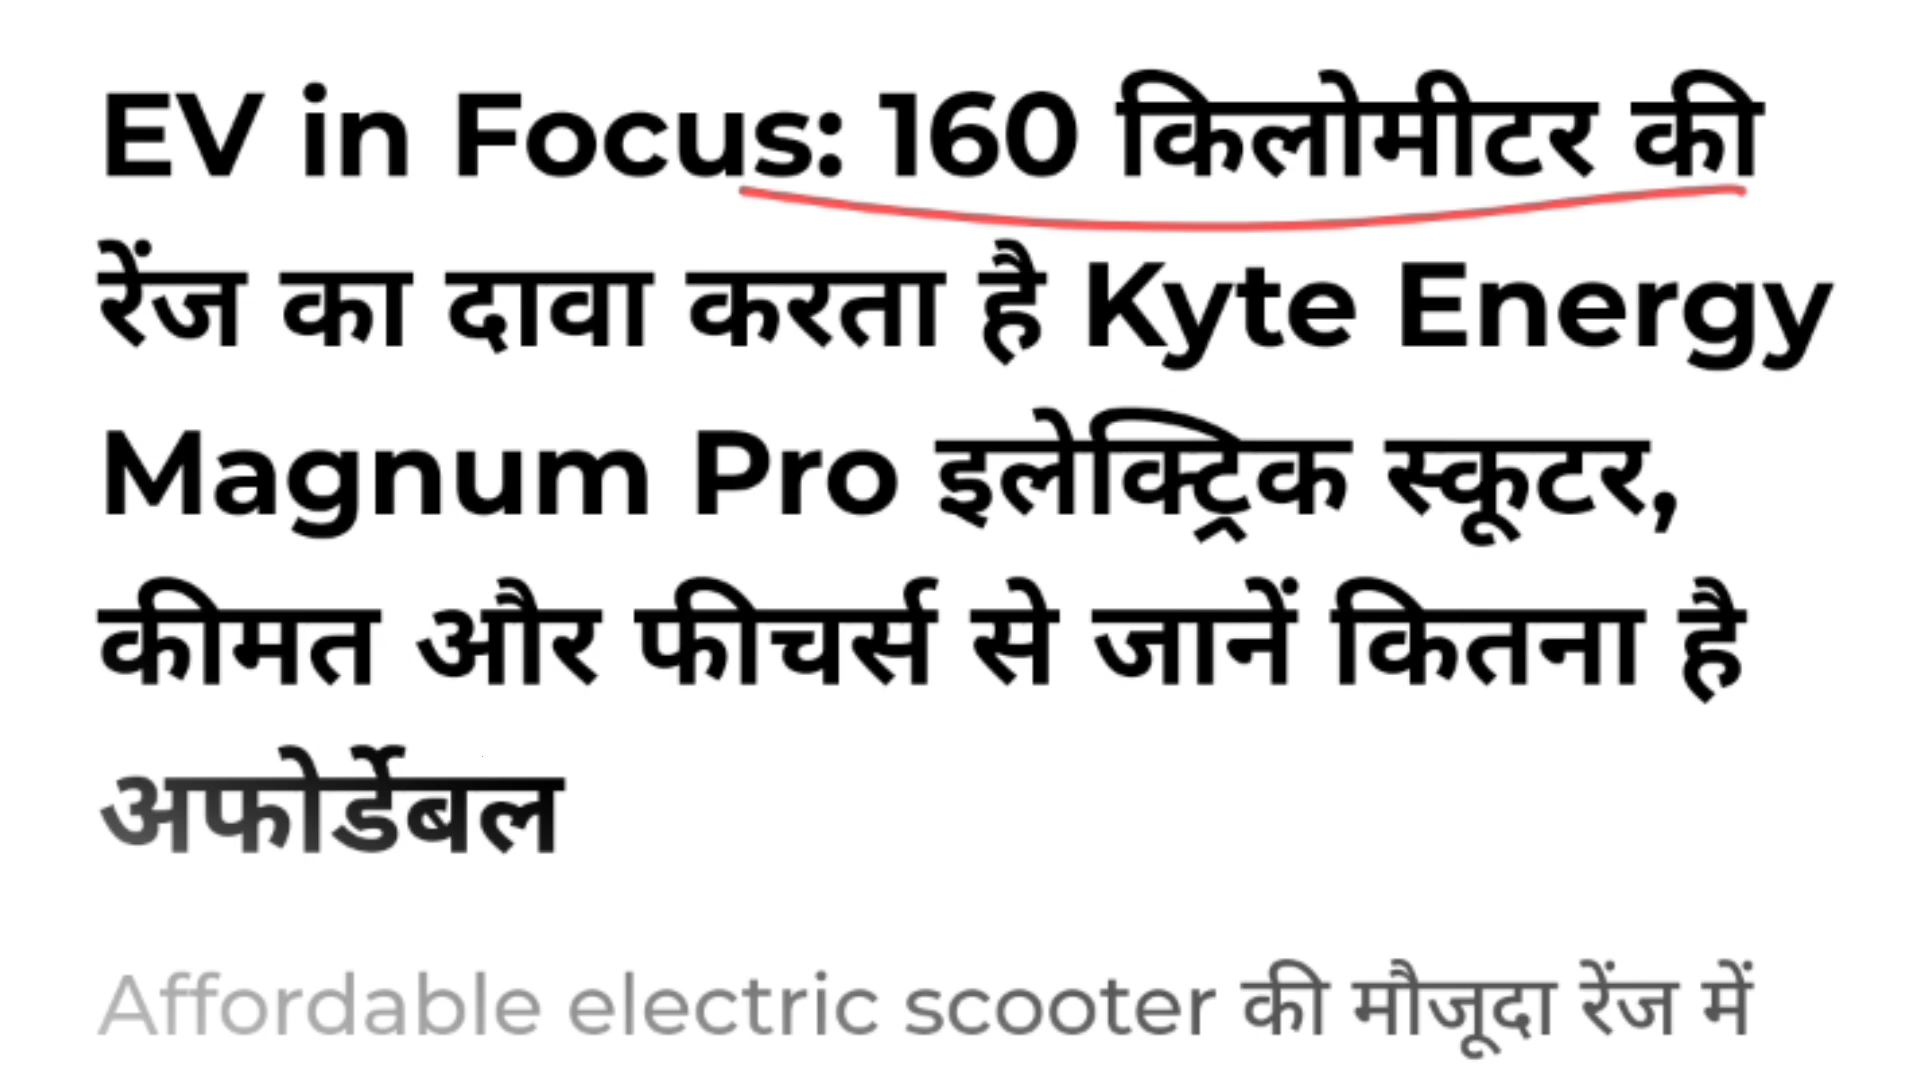 EV in Focus: 160 किलोमीटर की
रेंज का दावा करता है Kyte Energy
Magnum Pro इलेक्ट्रिक स्कूटर,
कीमत और फीचर्स से जानें कितना है
अफोर्डेबल
Affordable electric scooter की मौजूदा रेंज में